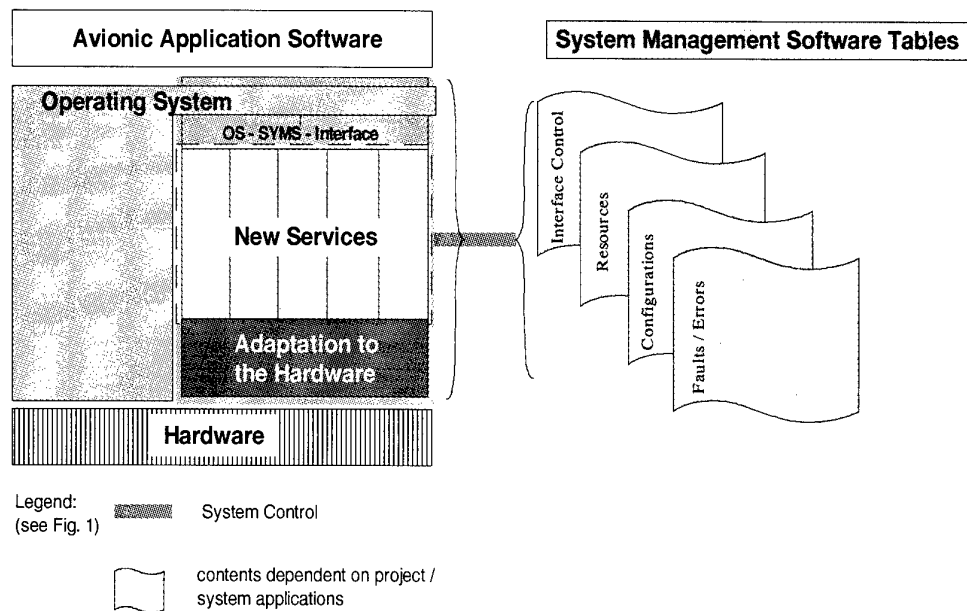 Avionic Application Software
System Management Software Tables
Operating System
OS - SYMS - Interface
New Services
Adaptation to
the Hardware
Hardware
Interface Control
Resources
Configurations
Faults / Errors
Legend:
(see Fig. 1)
System Control
contents dependent on project /
system applications